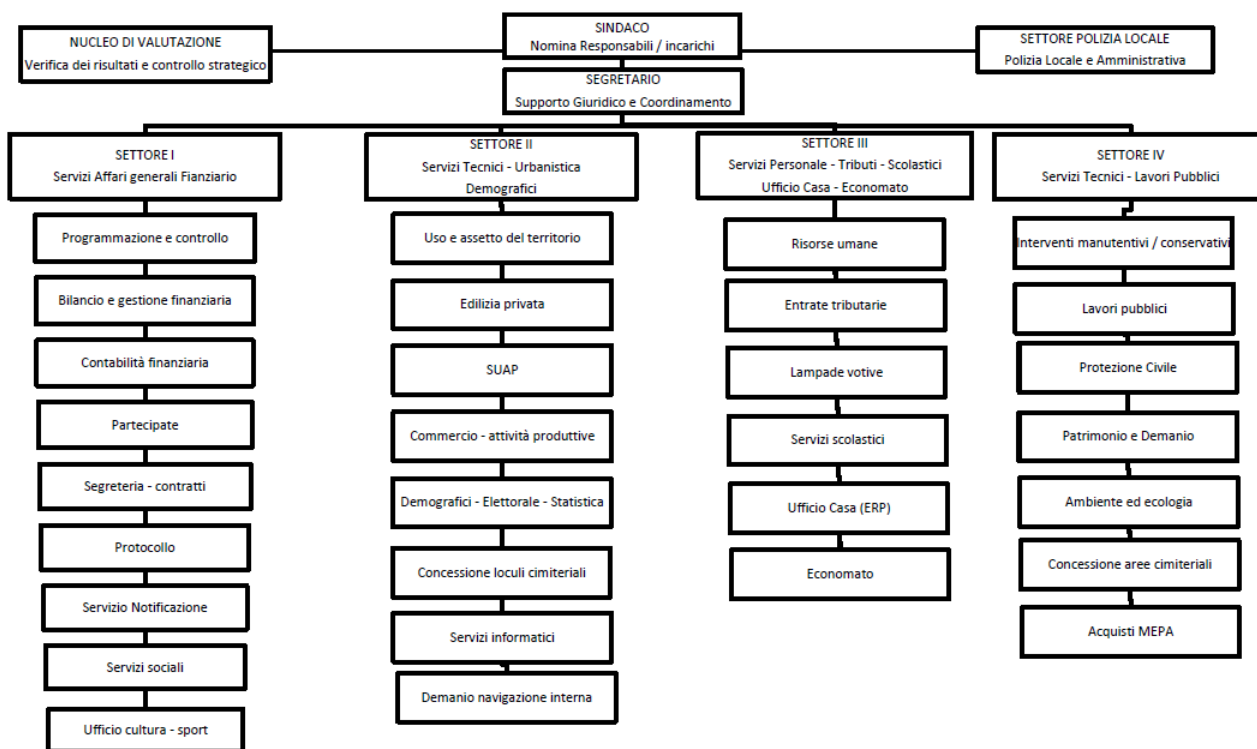 NUCLEO DI VALUTAZIONE
Verifica dei risultati e controllo strategico
SINDACO
Nomina Responsabili / incarichi
SETTORE POLIZIA LOCALE
Polizia Locale e Amministrativa
SEGRETARIO
Supporto Giuridico e Coordinamento
SETTORE I
Servizi Affari generali Fianziario
Programmazione e controllo
Bilancio e gestione finanziaria
Contabilità finanziaria
Partecipate
Segreteria - contratti
Protocollo
Servizio Notificazione
Servizi sociali
Ufficio cultura - sport
SETTORE II
Servizi Tecnici - Urbanistica
Demografici
Uso e assetto del territorio
Edilizia privata
SUAP
Commercio - attività produttive
Demografici - Elettorale - Statistica
Concessione loculi cimiteriali
Servizi informatici
Demanio navigazione interna
SETTORE III
Servizi Personale - Tributi - Scolastici
Ufficio Casa - Economato
Risorse umane
Entrate tributarie
Lampade votive
Servizi scolastici
Ufficio Casa (ERP)
Economato
SETTORE IV
Servizi Tecnici - Lavori Pubblici
Interventi manutentivi / conservativi
Lavori pubblici
Protezione Civile
Patrimonio e Demanio
Ambiente ed ecologia
Concessione aree cimiteriali
Acquisti MEPA